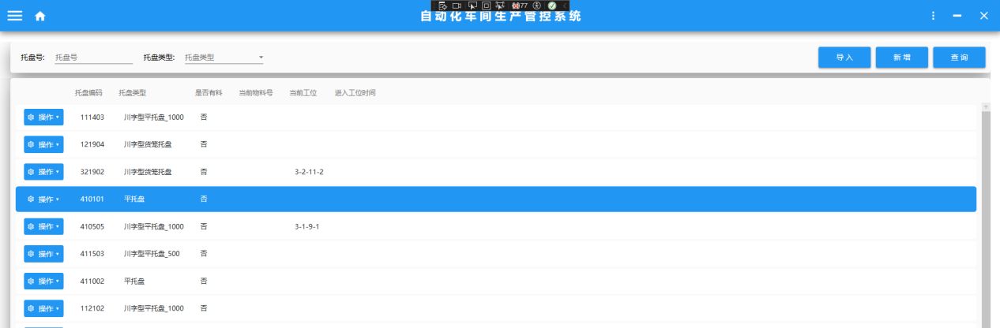 自动化车间生产管控系统
77
托盘号: 托盘号 托盘类型: 托盘类型 导入 新增 查询
托盘编码 托盘类型 是否有料 当前物料号 当前工位 进入工位时间
操作 111403 川字型平托盘_1000 否
操作 121904 川字型货笼托盘 否
操作 321902 川字型货笼托盘 否 3-2-11-2
操作 410101 平托盘 否
操作 410505 川字型平托盘_1000 否 3-1-9-1
操作 411503 川字型平托盘_500 否
操作 411002 平托盘 否
操作 112102 川字型平托盘_1000 否